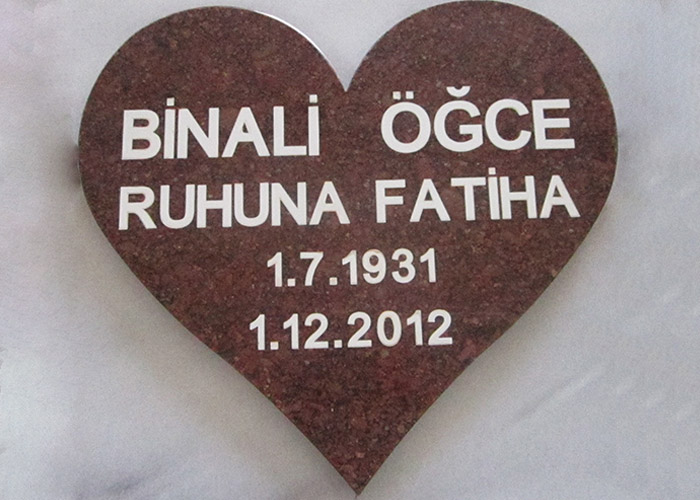 BİNALİ ÖĞCE
RUHUNA FATİHA
1.7.1931
1.12.2012